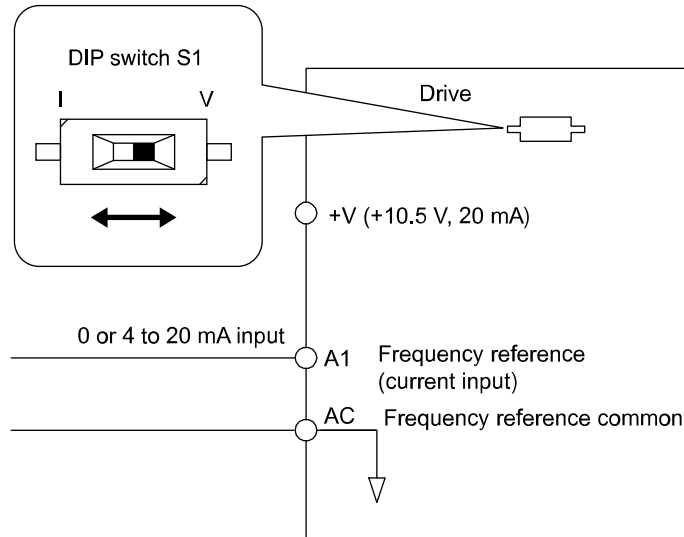 DIP switch S1
I V
Drive
+V (+10.5 V, 20 mA)
0 or 4 to 20 mA input
A1 Frequency reference
(current input)
AC Frequency reference common